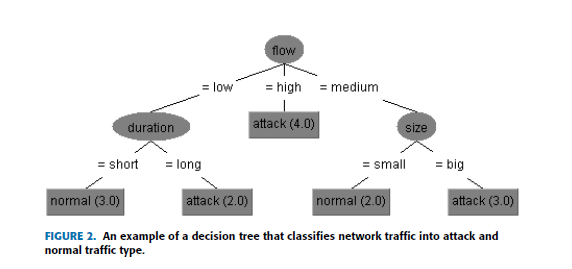 flow
= low = high = medium
duration attack (4.0) size
= short = long = small = big
normal (3.0) attack (2.0) normal (2.0) attack (3.0)
FIGURE 2. An example of a decision tree that classifies network traffic into attack and
normal traffic type.